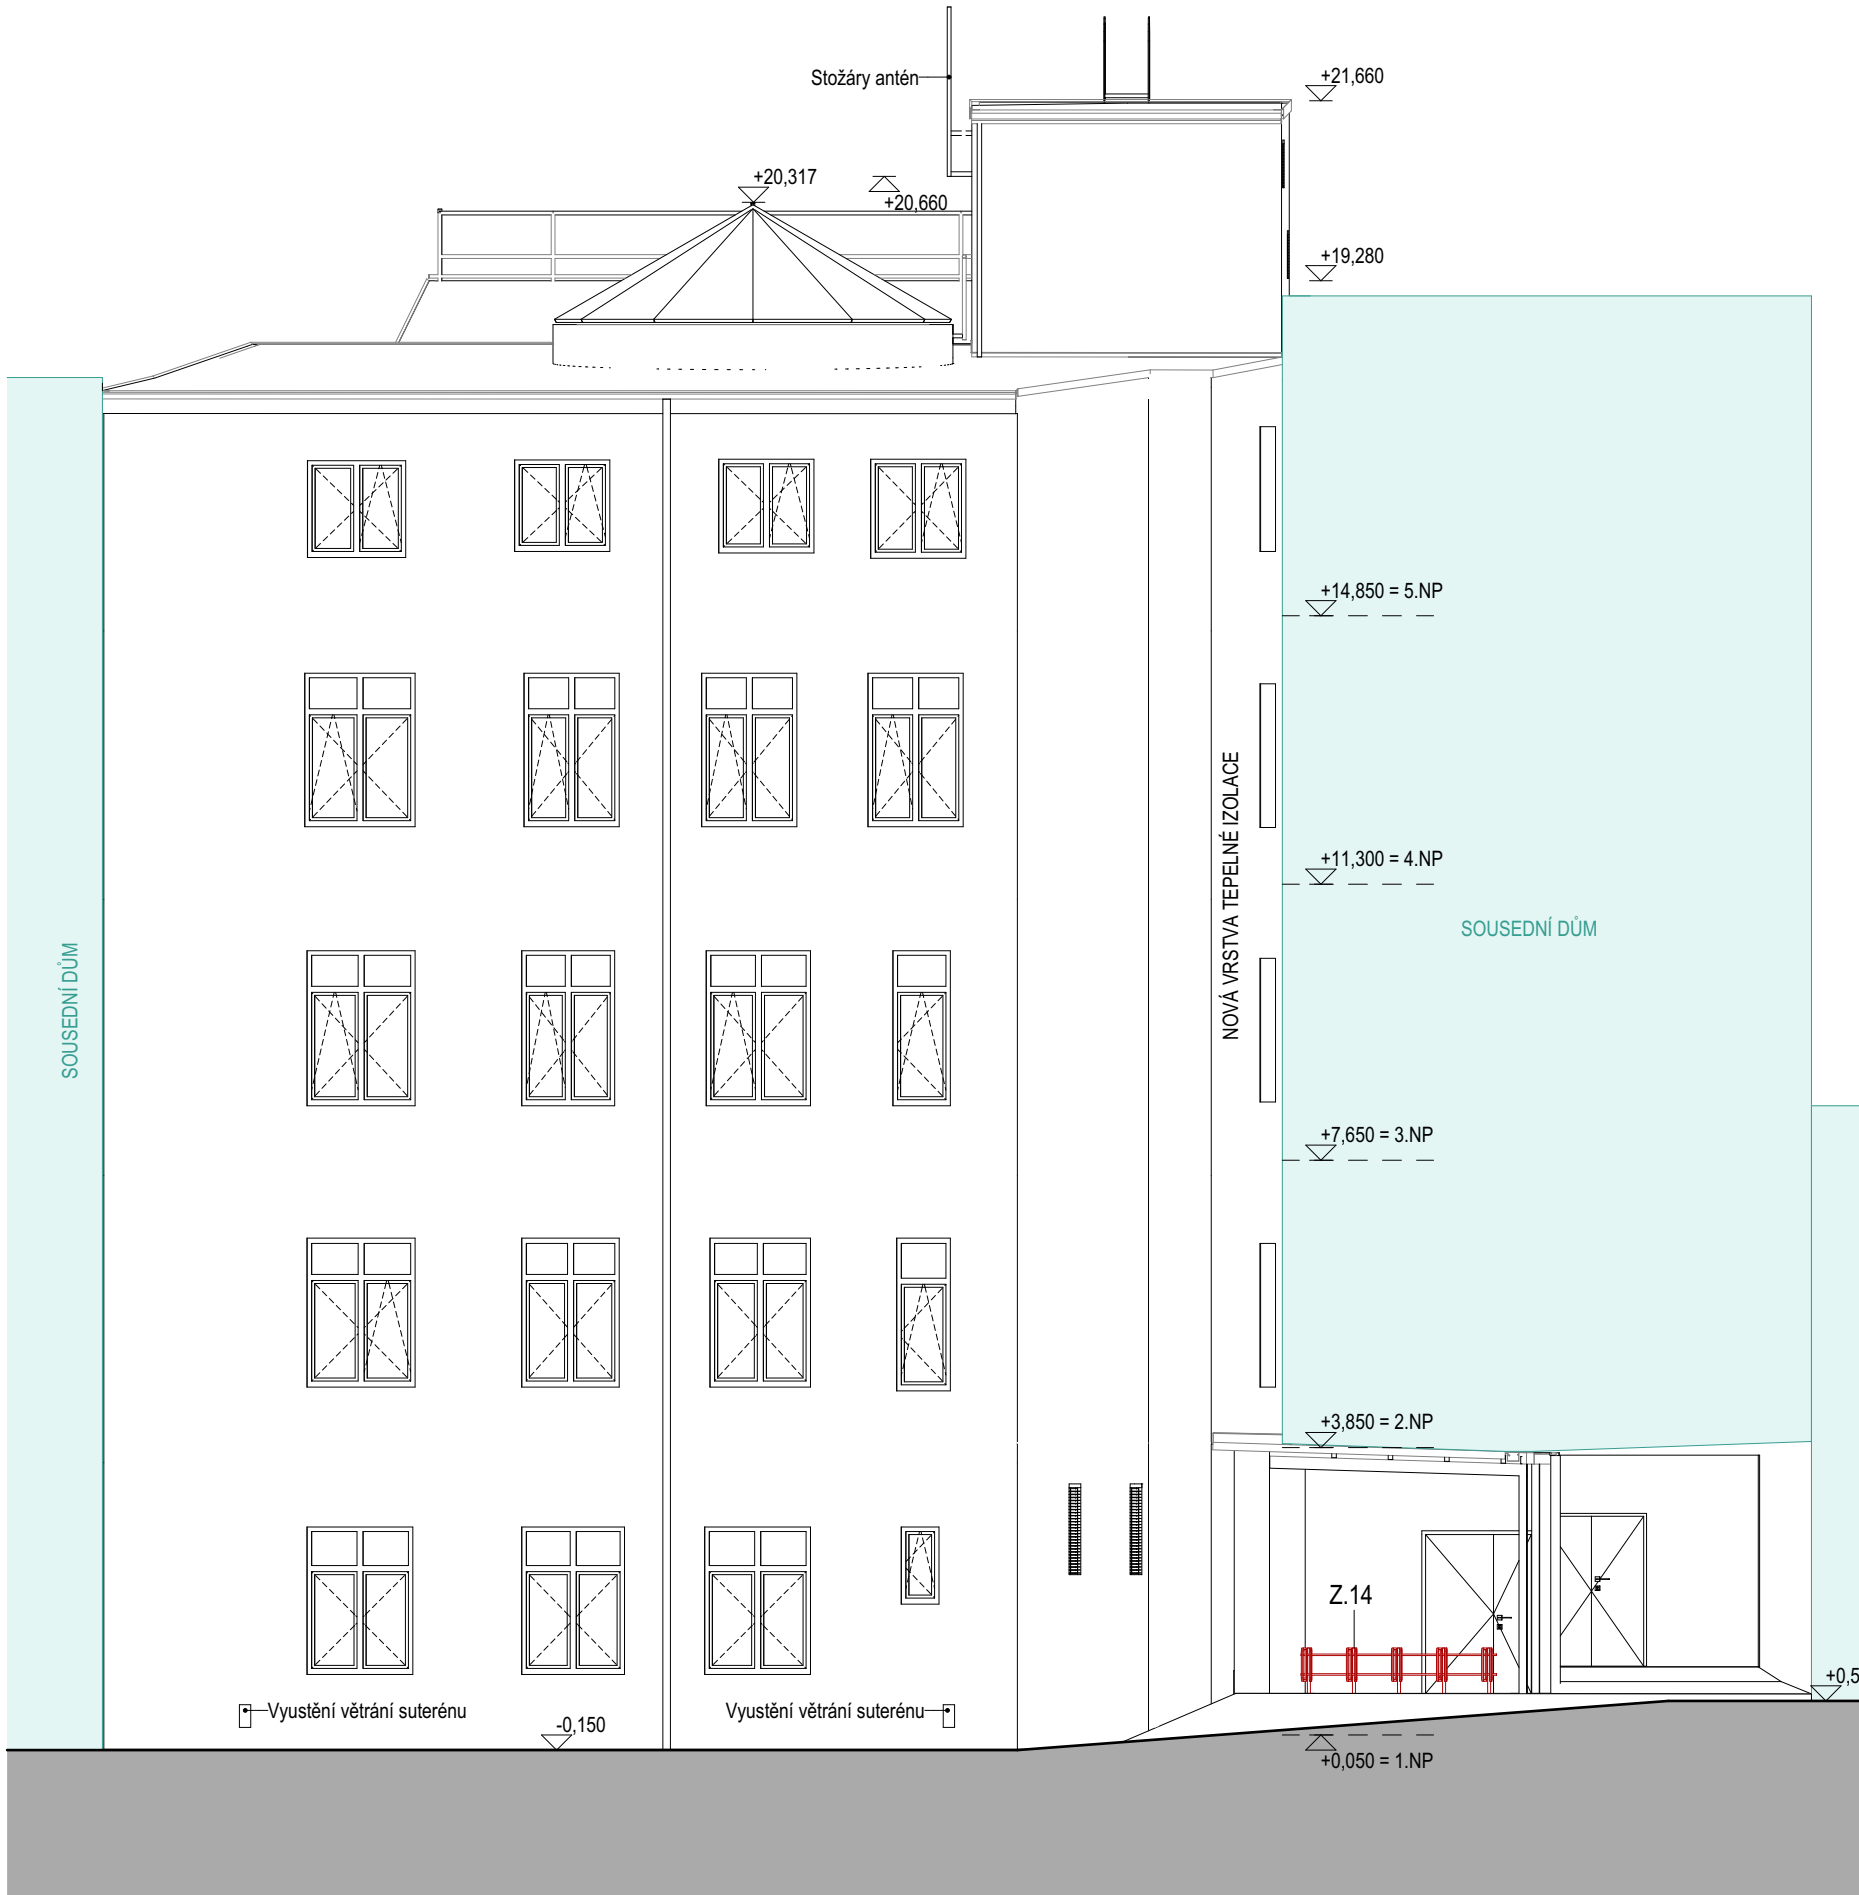 Stožáry antén
+21,660
+20,317
+20,660
+19,280
+14,850 = 5.NP
+11,300 = 4.NP
SOUSEDNÍ DŮM
NOVÁ VRSTVA TEPELNÉ IZOLACE
SOUSEDNÍ DŮM
+7,650 = 3.NP
+3,850 = 2.NP
Z.14
+0,5
Vyustění větrání suterénu
Vyustění větrání suterénu
-0,150
+0,050 = 1.NP